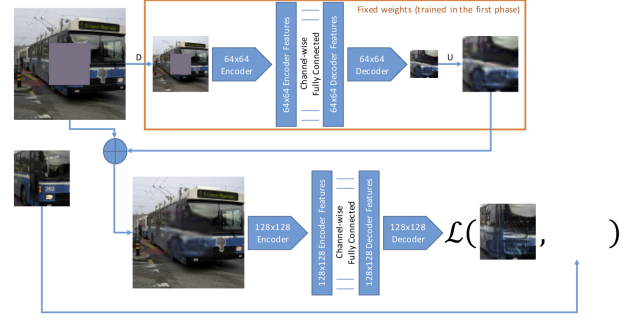 Fixed weights (trained in the first phase)
D
64x64
Encoder
64x64 Encoder Features
Channel-wise
Fully Connected
64x64 Decoder Features
64x64
Decoder
U
128x128
Encoder
128x128 Encoder Features
Channel-wise
Fully Connected
128x128 Decoder Features
128x128
Decoder
ℒ( , )